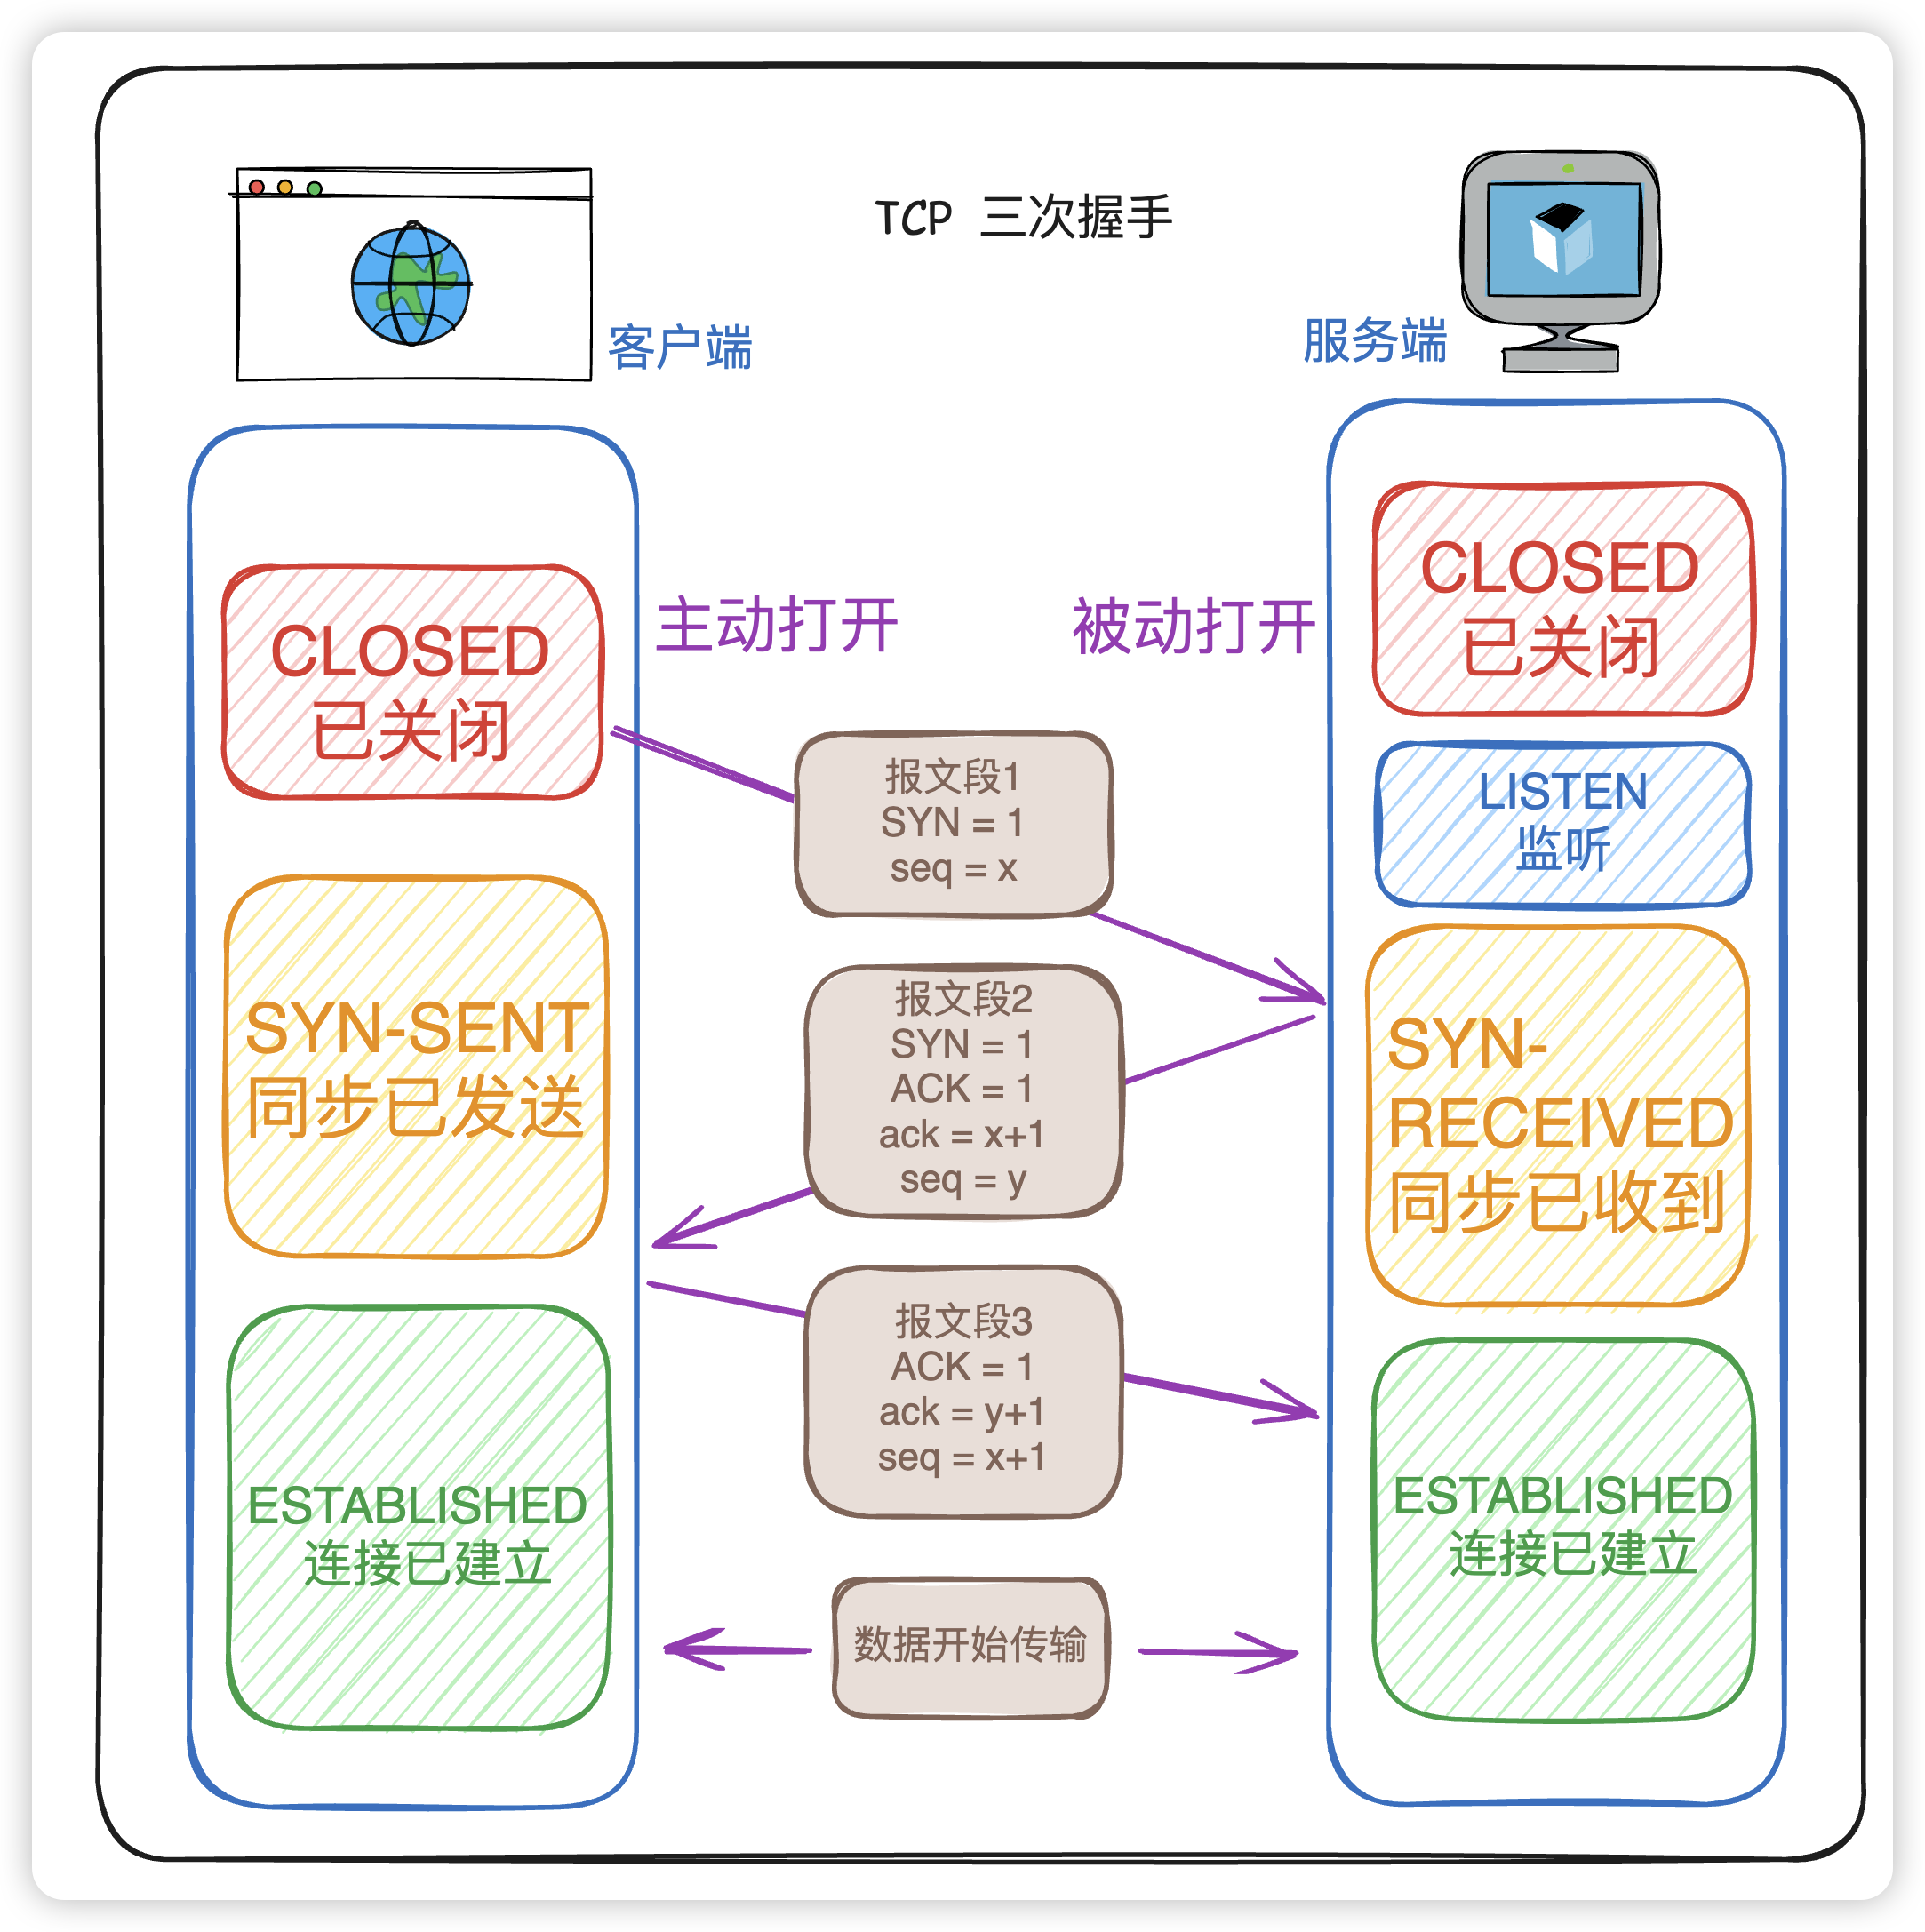 TCP 三次握手
客户端
服务端
CLOSED
已关闭
主动打开
被动打开
CLOSED
已关闭
报文段1
SYN = 1
seq = x
LISTEN
监听
SYN-SENT
同步已发送
报文段2
SYN = 1
ACK = 1
ack = x+1
seq = y
SYN-
RECEIVED
同步已收到
报文段3
ACK = 1
ack = y+1
seq = x+1
ESTABLISHED
连接已建立
ESTABLISHED
连接已建立
数据开始传输